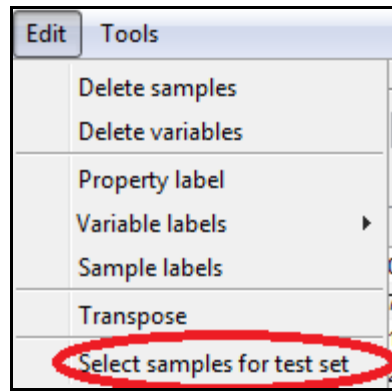 Edit Tools
Delete samples
Delete variables
Property label
Variable labels
Sample labels
Transpose
Select samples for test set